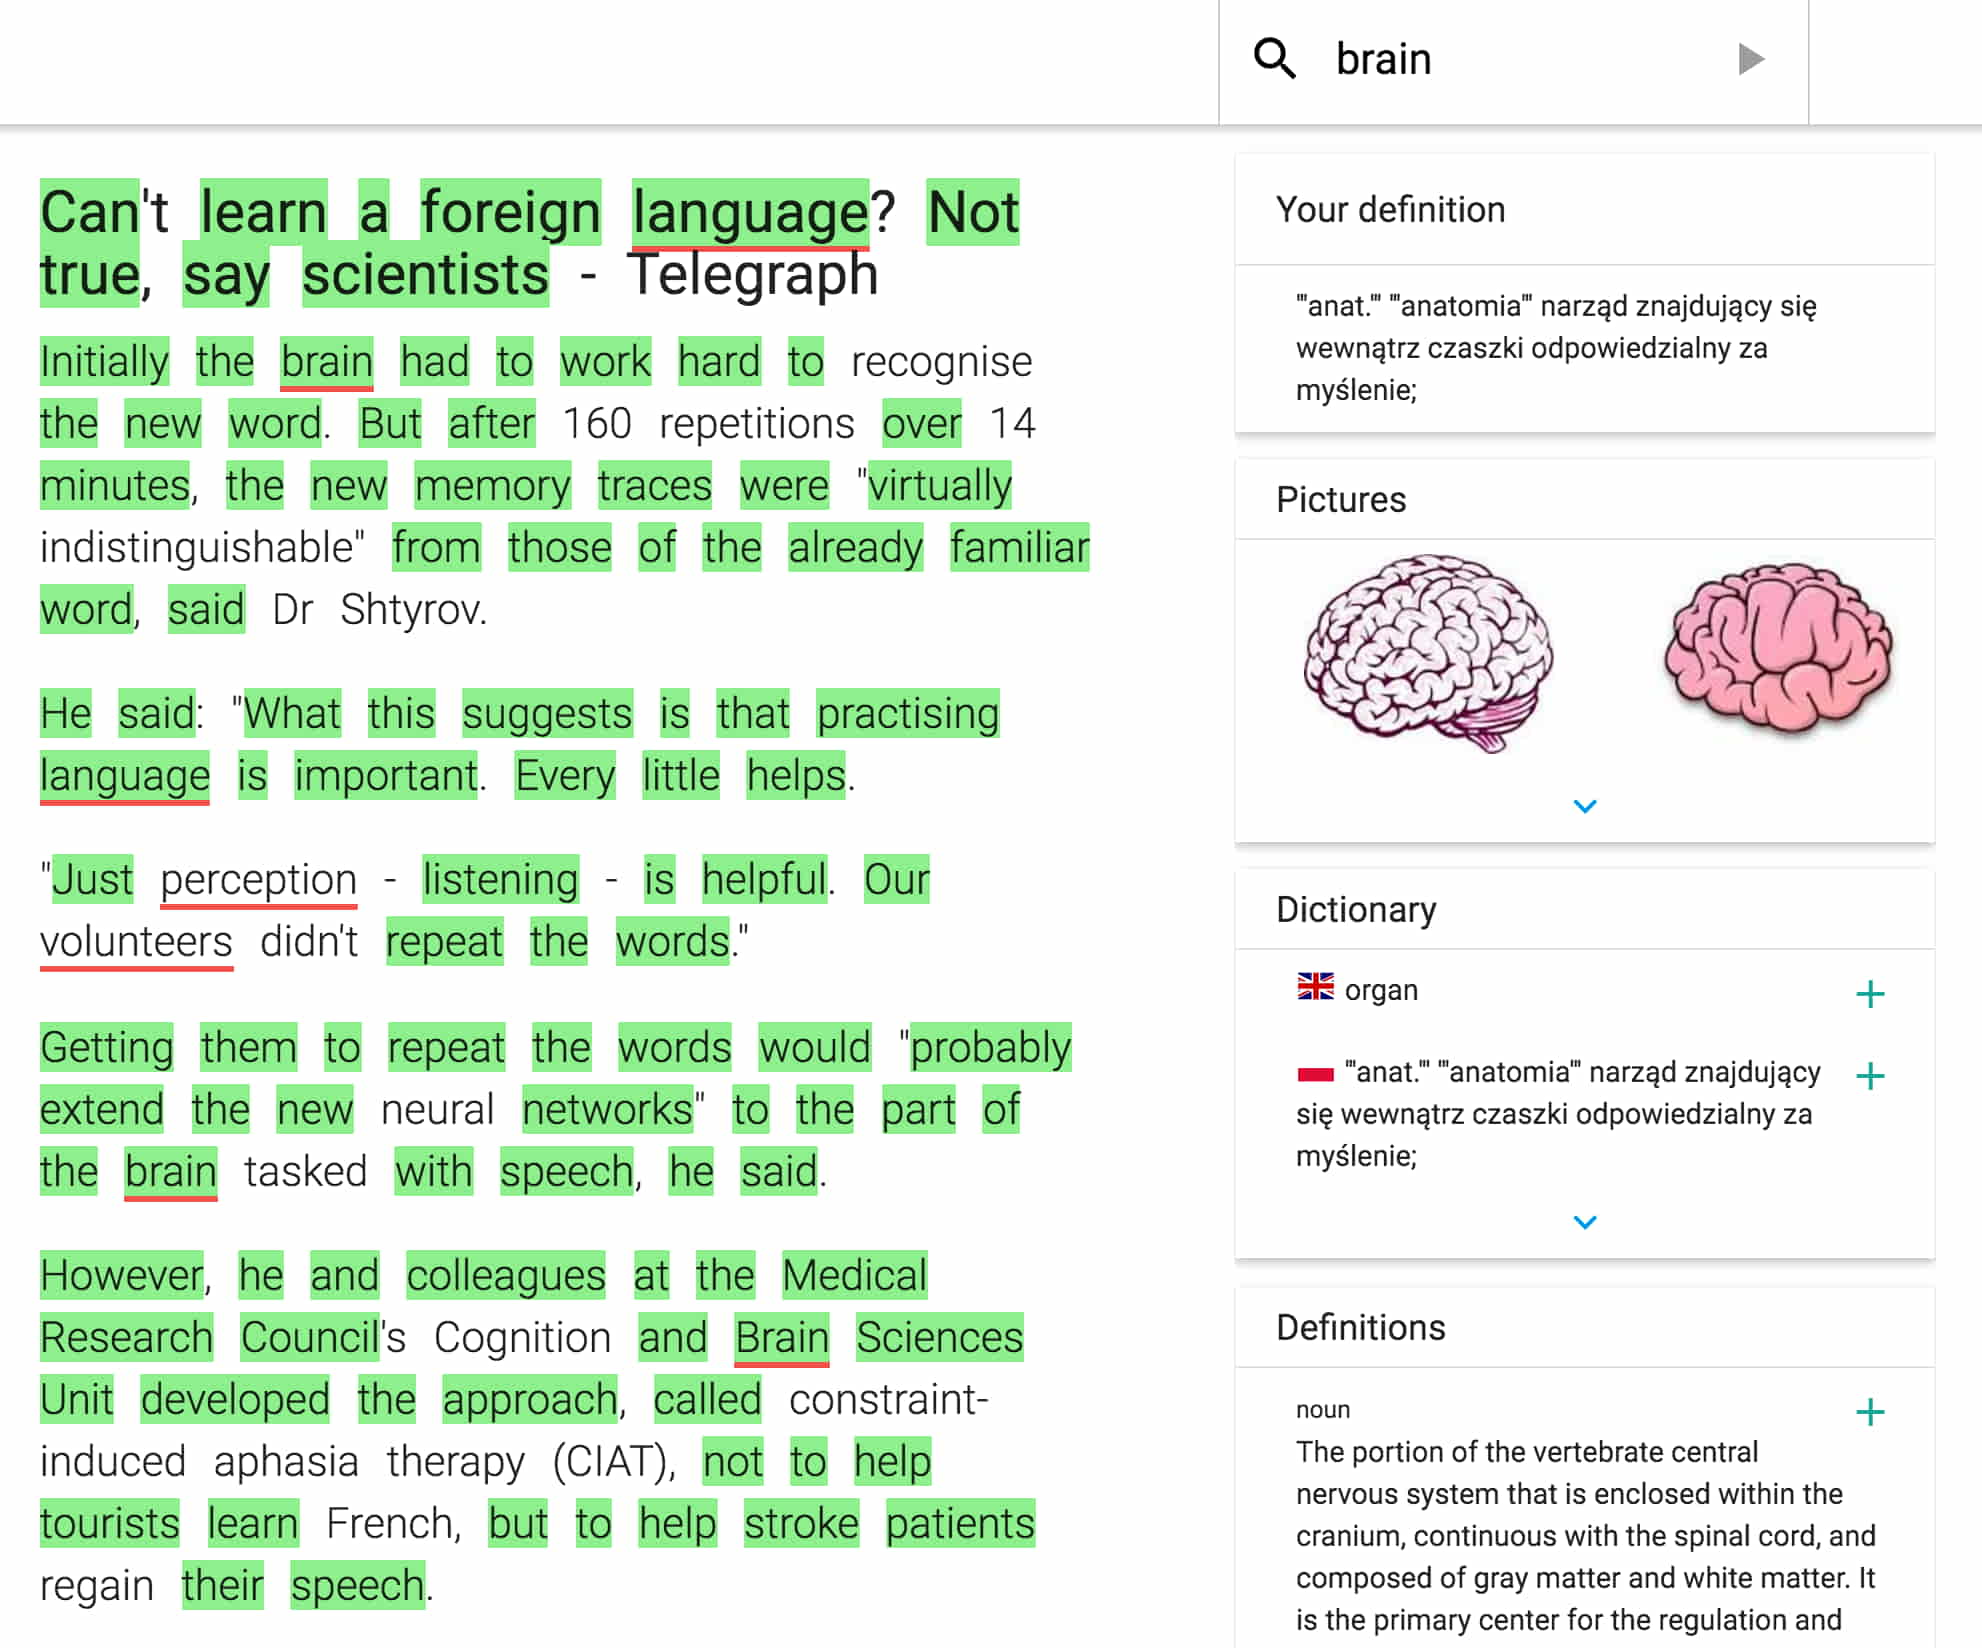 brain
Can't learn a foreign language? Not
true, say scientists - Telegraph
Initially the brain had to work hard to recognise
the new word. But after 160 repetitions over 14
minutes, the new memory traces were "virtually
indistinguishable" from those of the already familiar
word, said Dr Shtyrov.
He said: "What this suggests is that practising
language is important. Every little helps.
"Just perception - listening - is helpful. Our
volunteers didn't repeat the words."
Getting them to repeat the words would "probably
extend the new neural networks" to the part of
the brain tasked with speech, he said.
However, he and colleagues at the Medical
Research Council's Cognition and Brain Sciences
Unit developed the approach, called constraint-
induced aphasia therapy (CIAT), not to help
tourists learn French, but to help stroke patients
regain their speech.
Your definition
'"anat."' '"anatomia"' narząd znajdujący się
wewnątrz czaszki odpowiedzialny za
myślenie;
Pictures
Dictionary
organ
'"anat."' '"anatomia"' narząd znajdujący
się wewnątrz czaszki odpowiedzialny za
myślenie;
Definitions
noun
The portion of the vertebrate central
nervous system that is enclosed within the
cranium, continuous with the spinal cord, and
composed of gray matter and white matter. It
is the primary center for the regulation and